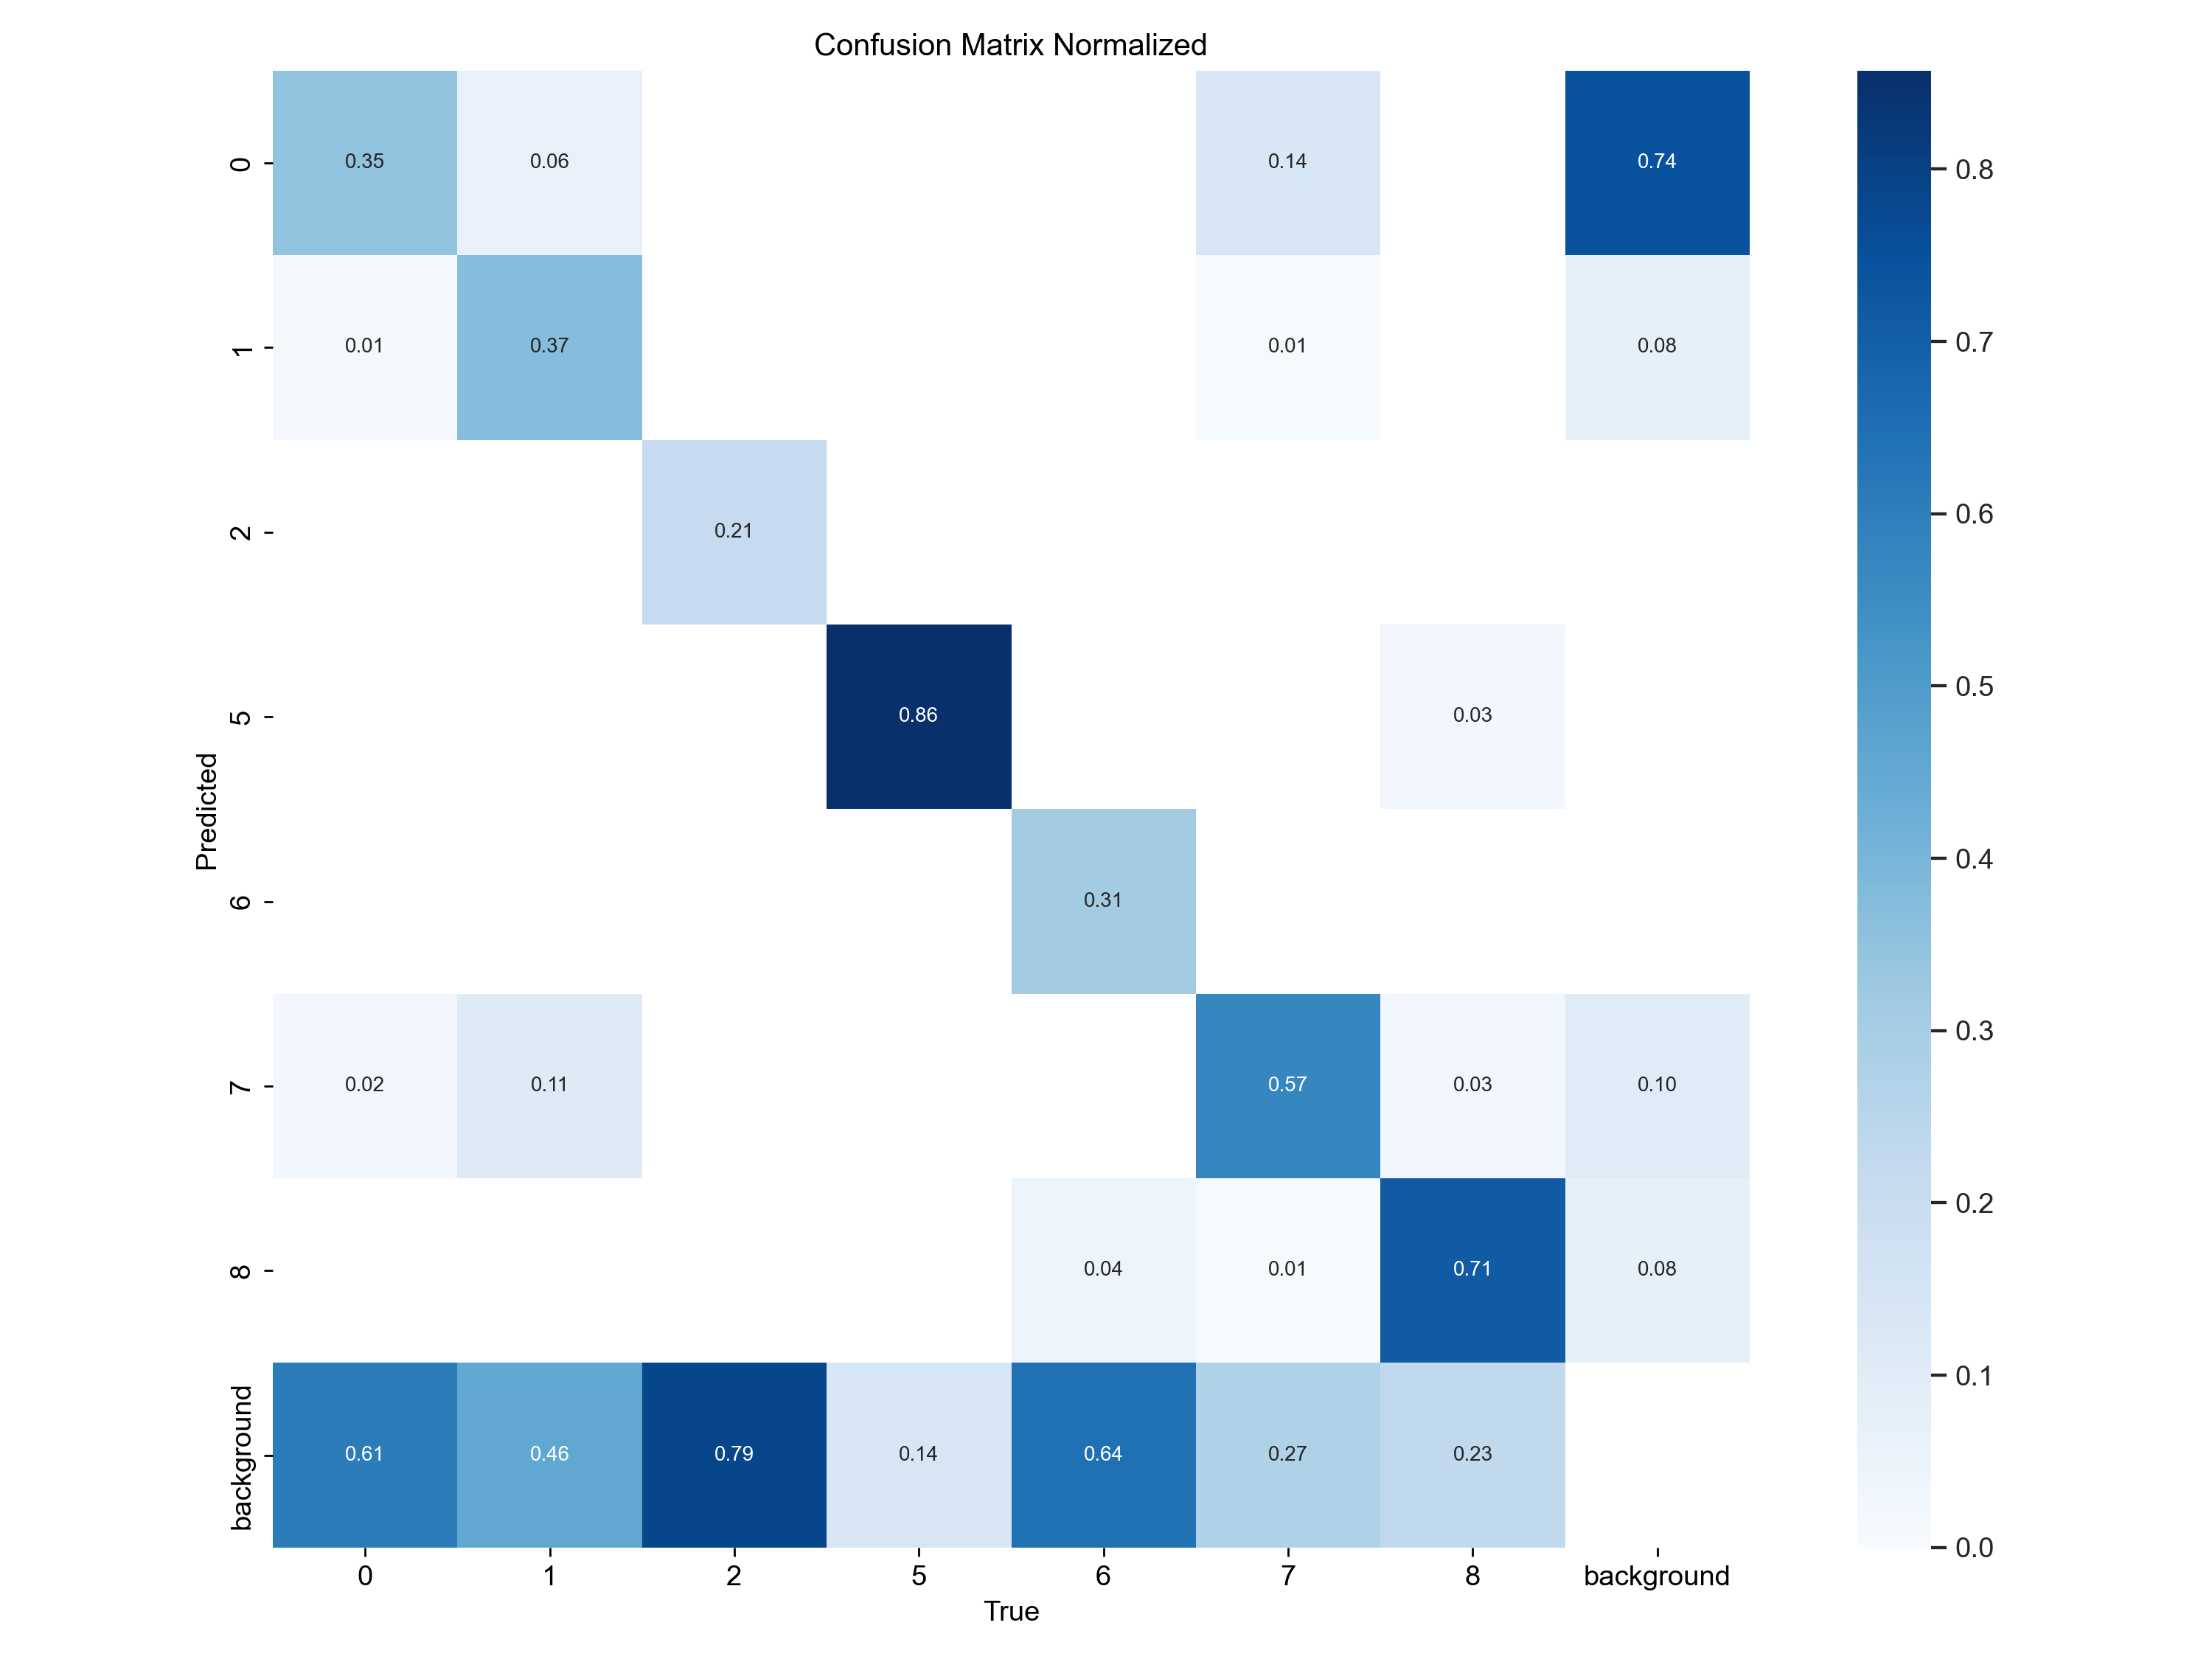 Confusion Matrix Normalized
0 0.35 0.06 0.14 0.74
1 0.01 0.37 0.01 0.08
2 0.21
5 0.86 0.03
6 0.31
7 0.02 0.11 0.57 0.03 0.10
8 0.04 0.01 0.71 0.08
background 0.61 0.46 0.79 0.14 0.64 0.27 0.23
Predicted
0 1 2 5 6 7 8 background
True
0.8
0.7
0.6
0.5
0.4
0.3
0.2
0.1
0.0